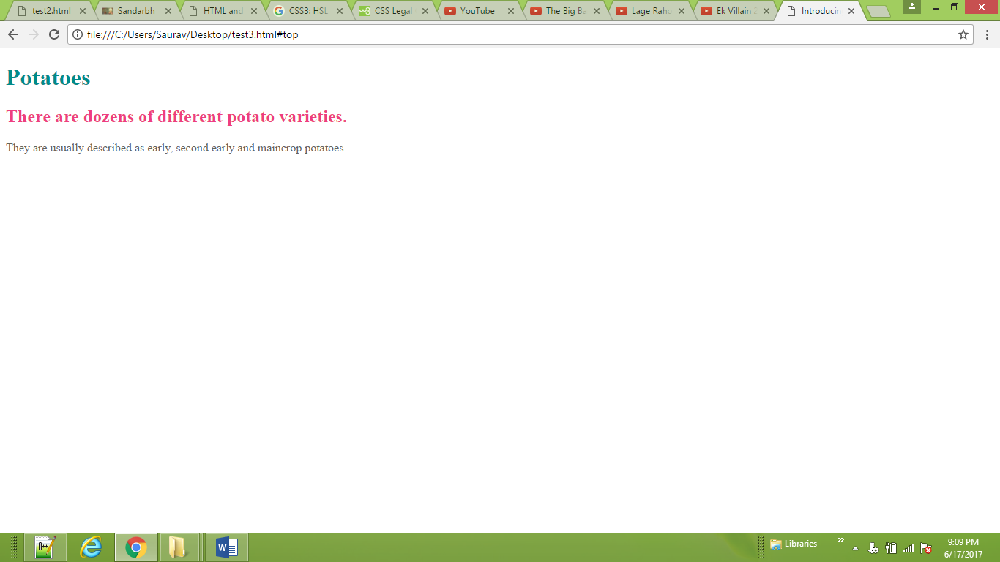 test2.html
Sandarbh
HTML and
CSS3: HSL
CSS Legal
YouTube
The Big Ba
Lage Raho
Ek Villain 2
Introducin
file:///C:/Users/Saurav/Desktop/test3.html#top
Potatoes
There are dozens of different potato varieties.
They are usually described as early, second early and maincrop potatoes.
Libraries
9:09 PM
6/17/2017